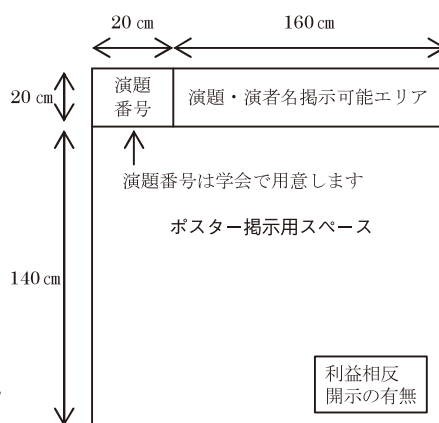 20 cm
160 cm
20 cm
演題
番号
演題・演者名掲示可能エリア
演題番号は学会で用意します
ポスター掲示用スペース
140 cm
利益相反
開示の有無